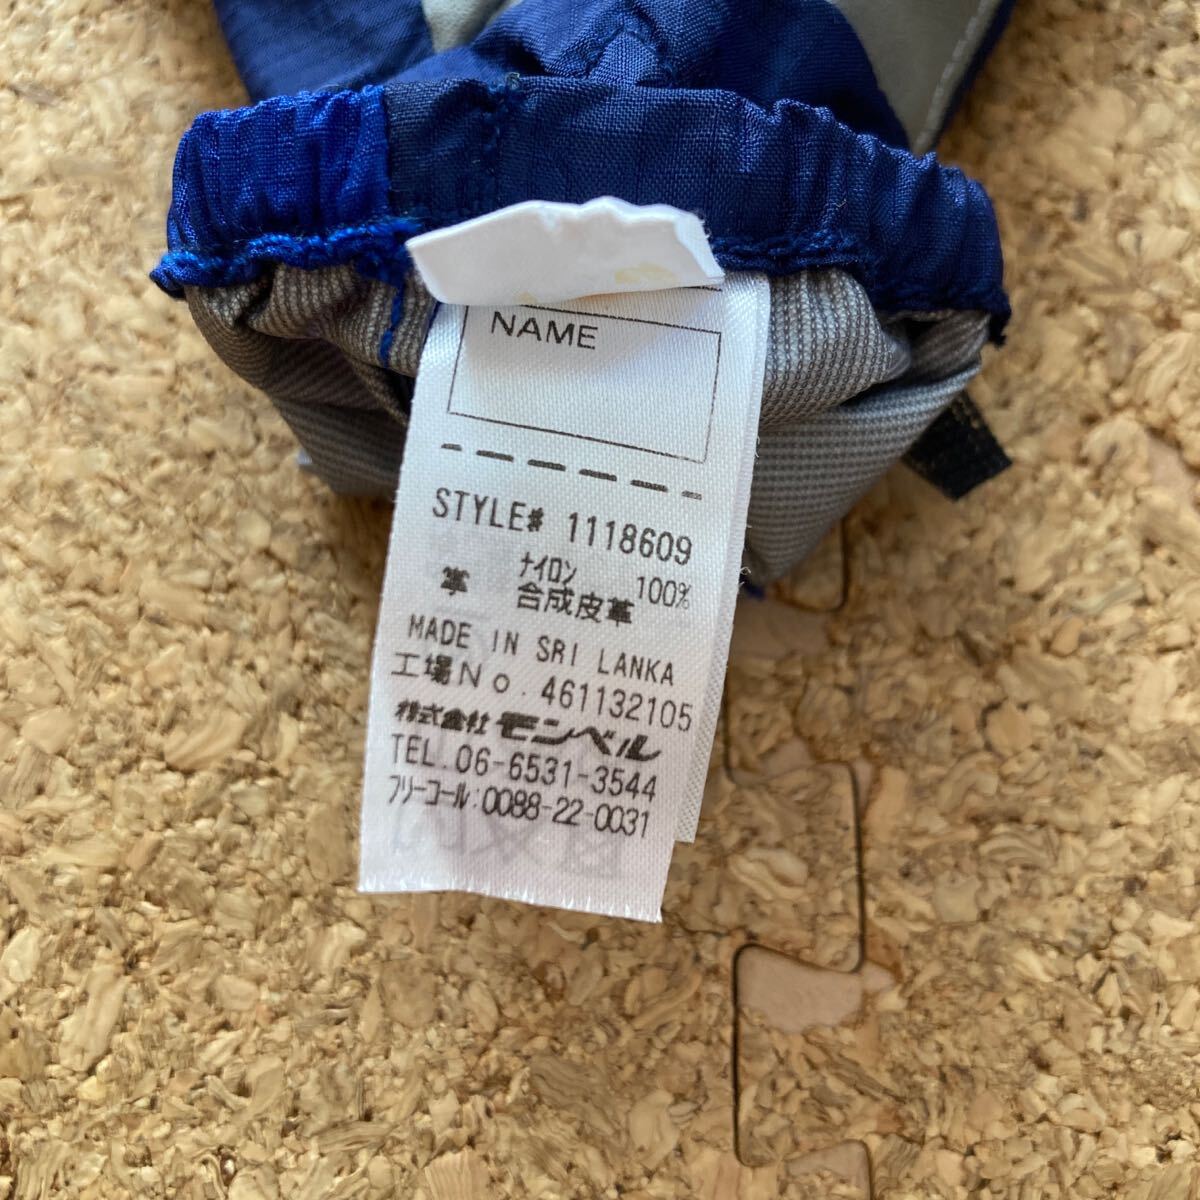 NAME
STYLE# 1118609
ナイロン 100%
掌 合成皮革
MADE IN SRI LANKA
工場No. 461132105
株式会社モンベル
TEL.06-6531-3544
フリーコール:0088-22-0031